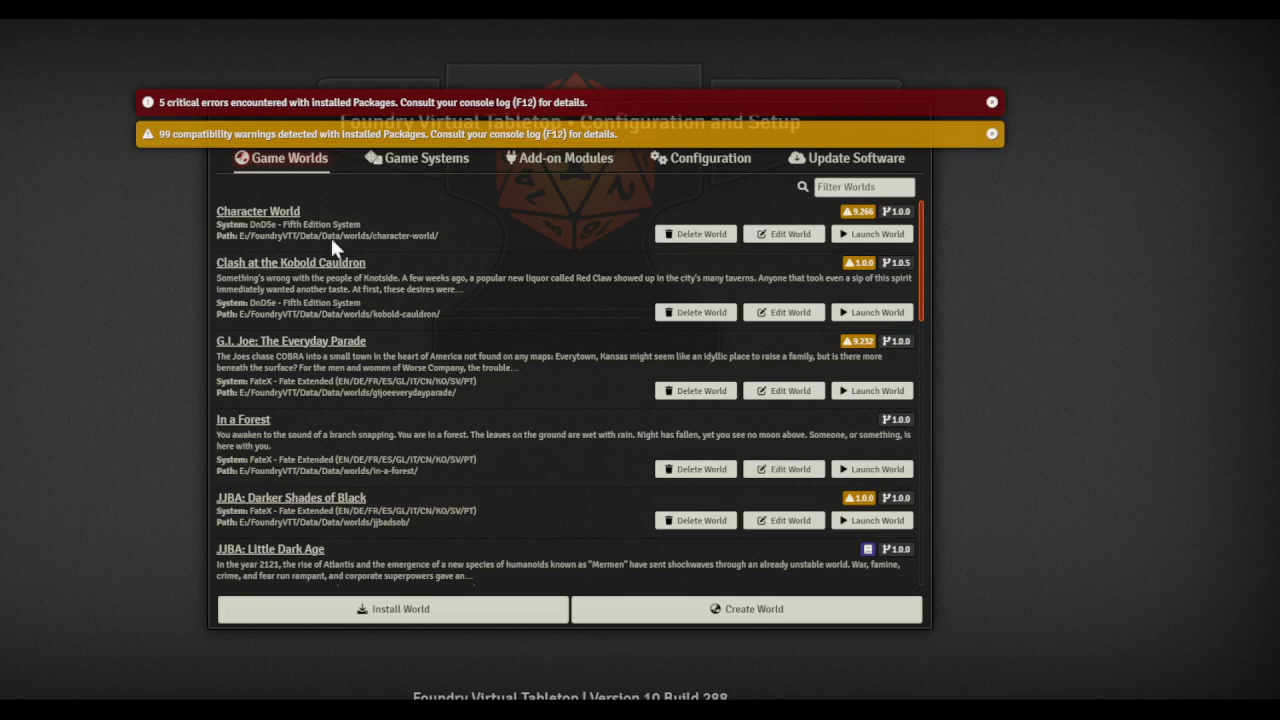 5 critical errors encountered with installed Packages. Consult your console log (F12) for details.
Foundry Virtual Tabletop - Configuration and Setup
99 compatibility warnings detected with installed Packages. Consult your console log (F12) for details.
Game Worlds Game Systems Add-on Modules Configuration Update Software
Filter Worlds
Character World 9.266 1.0.0
System: DnD5e - Fifth Edition System
Path: E:/FoundryVTT/Data/Data/worlds/character-world/
Delete World Edit World Launch World
Clash at the Kobold Cauldron 1.0.0 1.0.5
Something's wrong with the people of Knotside. A few weeks ago, a popular new liquor called Red Claw showed up in the city's many taverns. Anyone that took even a sip of this spirit
immediately wanted another taste. At first, these desires were...
System: DnD5e - Fifth Edition System
Path: E:/FoundryVTT/Data/Data/worlds/kobold-cauldron/
Delete World Edit World Launch World
G.I. Joe: The Everyday Parade 9.232 1.0.0
The Joes chase COBRA into a small town in the heart of America not found on any maps: Everytown, Kansas might seem like an idyllic place to raise a family, but is there more
beneath the surface? For the men and women of Worse Company, the trouble...
System: FateX - Fate Extended (EN/DE/FR/ES/GL/IT/CN/KO/SV/PT)
Path: E:/FoundryVTT/Data/Data/worlds/gijoeeverydayparade/
Delete World Edit World Launch World
In a Forest 1.0.0
You awaken to the sound of a branch snapping. You are in a forest. The leaves on the ground are wet with rain. Night has fallen, yet you see no moon above. Someone, or something, is
here with you.
System: FateX - Fate Extended (EN/DE/FR/ES/GL/IT/CN/KO/SV/PT)
Path: E:/FoundryVTT/Data/Data/worlds/in-a-forest/
Delete World Edit World Launch World
JJBA: Darker Shades of Black 1.0.0 1.0.0
System: FateX - Fate Extended (EN/DE/FR/ES/GL/IT/CN/KO/SV/PT)
Path: E:/FoundryVTT/Data/Data/worlds/jjbadsob/
Delete World Edit World Launch World
JJBA: Little Dark Age 1.0.0
In the year 2121, the rise of Atlantis and the emergence of a new species of humanoids known as "Mermen" have sent shockwaves through an already unstable world. War, famine,
crime, and fear run rampant, and corporate superpowers gave an...
Install World Create World
Foundry Virtual Tabletop | Version 10 Build 288